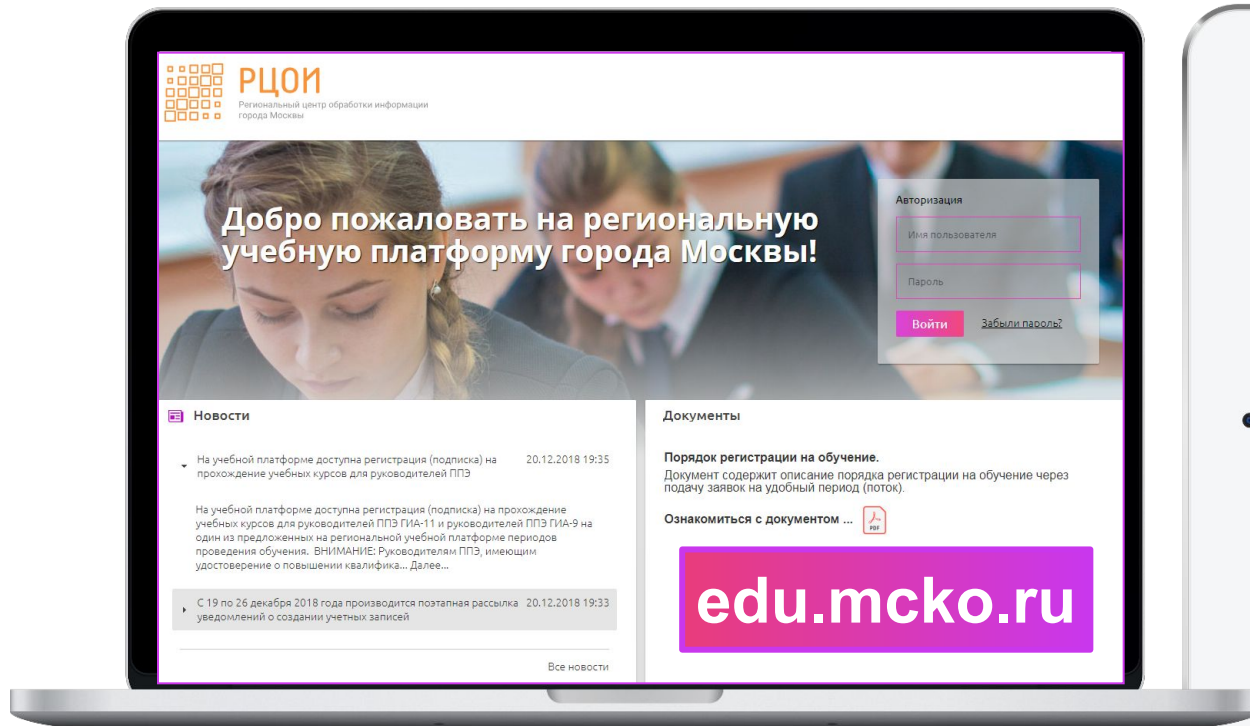 РЦОИ
Региональный центр обработки информации
города Москвы
Добро пожаловать на региональную
учебную платформу города Москвы!
Авторизация
Имя пользователя
Пароль
Войти
Забыли пароль?
Новости
На учебной платформе доступна регистрация (подписка) на 20.12.2018 19:35
прохождение учебных курсов для руководителей ППЭ
На учебной платформе доступна регистрация (подписка) на прохождение
учебных курсов для руководителей ППЭ ГИА-11 и руководителей ППЭ ГИА-9 на
один из предложенных на региональной учебной платформе периодов
проведения обучения. ВНИМАНИЕ: Руководителям ППЭ, имеющим
удостоверение о повышении квалифика... Далее...
С 19 по 26 декабря 2018 года производится поэтапная рассылка 20.12.2018 19:33
уведомлений о создании учетных записей
Все новости
Документы
Порядок регистрации на обучение.
Документ содержит описание порядка регистрации на обучение через
подачу заявок на удобный период (поток).
Ознакомиться с документом ...
PDF
edu.mcko.ru